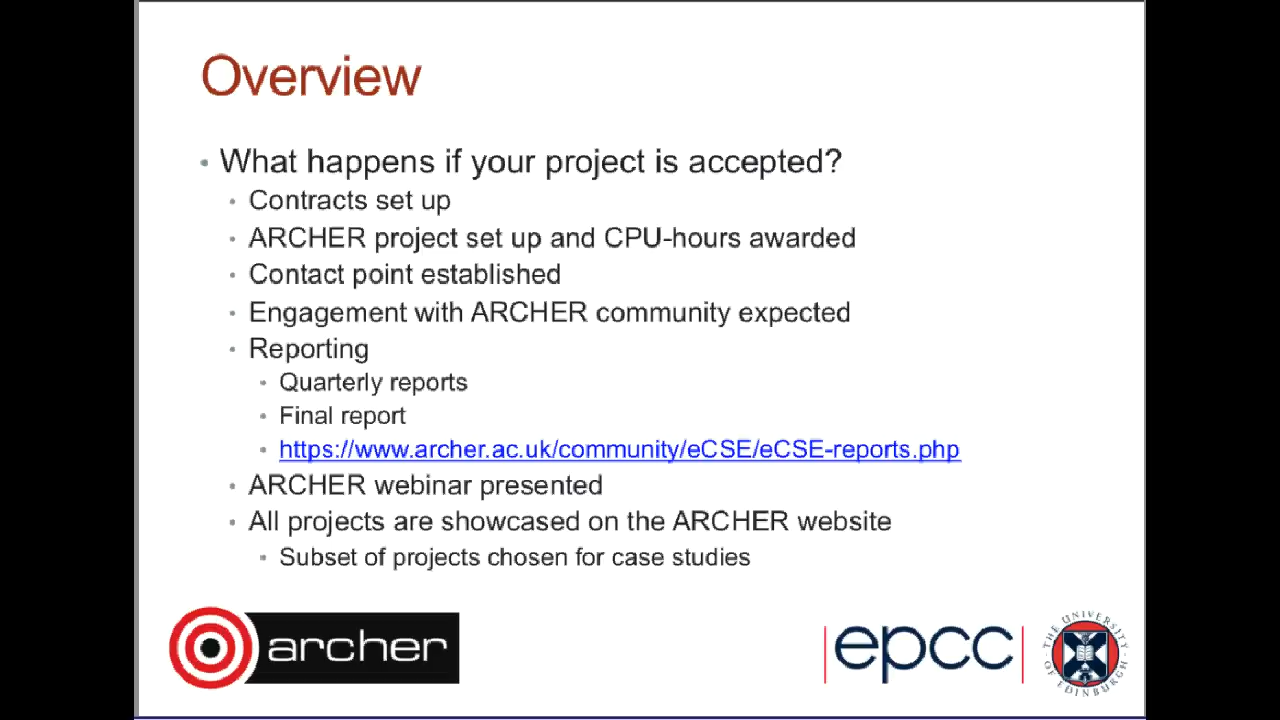 Overview
• What happens if your project is accepted?
• Contracts set up
• ARCHER project set up and CPU-hours awarded
• Contact point established
• Engagement with ARCHER community expected
• Reporting
• Quarterly reports
• Final report
• https://www.archer.ac.uk/community/eCSE/eCSE-reports.php
• ARCHER webinar presented
• All projects are showcased on the ARCHER website
• Subset of projects chosen for case studies
archer
epcc
THE UNIVERSITY OF EDINBURGH